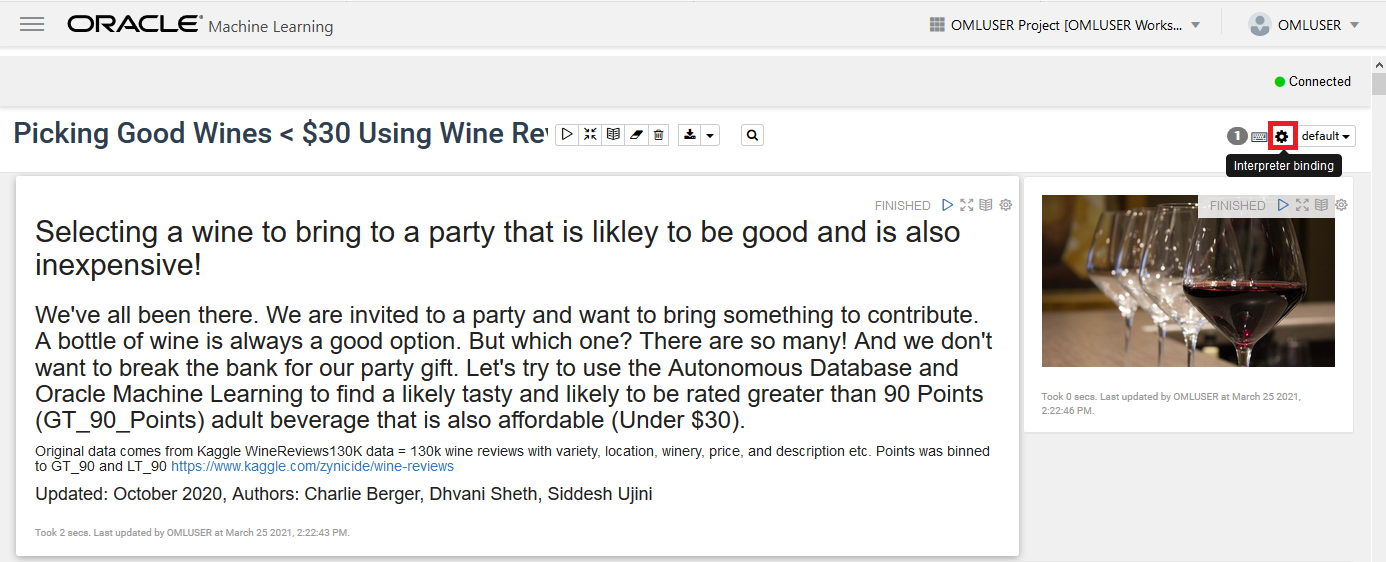 ORACLE® Machine Learning
OMLUSER Project [OMLUSER Works...
OMLUSER
Connected
Picking Good Wines < $30 Using Wine Rev
1
default
Interpreter binding
FINISHED
Selecting a wine to bring to a party that is likley to be good and is also
inexpensive!
We've all been there. We are invited to a party and want to bring something to contribute.
A bottle of wine is always a good option. But which one? There are so many! And we don't
want to break the bank for our party gift. Let's try to use the Autonomous Database and
Oracle Machine Learning to find a likely tasty and likely to be rated greater than 90 Points
(GT_90_Points) adult beverage that is also affordable (Under $30).
Original data comes from Kaggle WineReviews130K data = 130k wine reviews with variety, location, winery, price, and description etc. Points was binned
to GT_90 and LT_90 https://www.kaggle.com/zynicide/wine-reviews
Updated: October 2020, Authors: Charlie Berger, Dhvani Sheth, Siddesh Ujini
Took 2 secs. Last updated by OMLUSER at March 25 2021, 2:22:43 PM.
FINISHED
Took 0 secs. Last updated by OMLUSER at March 25 2021,
2:22:46 PM.